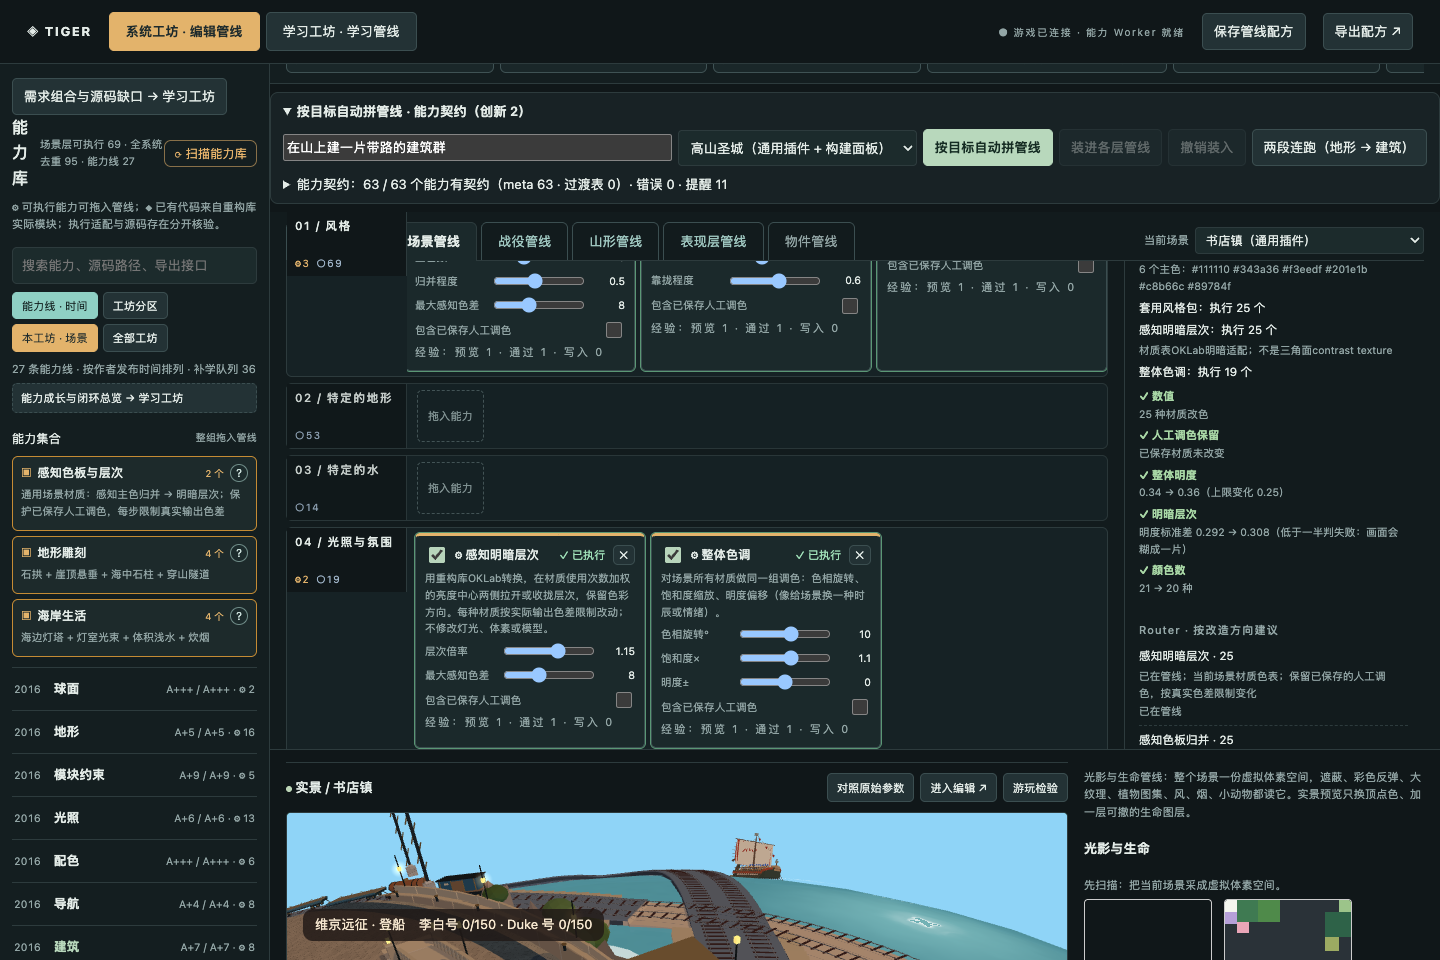 ◈ TIGER
系统工坊 · 编辑管线
学习工坊 · 学习管线
游戏已连接 · 能力 Worker 就绪
保存管线配方
导出配方 ↗
需求组合与源码缺口 → 学习工坊
能力库
场景层可执行 69 · 全系统去重 95 · 能力线 27
⟳ 扫描能力库
⚙ 可执行能力可拖入管线；◆ 已有代码来自重构库实际模块；执行适配与源码存在分开核验。
搜索能力、源码路径、导出接口
能力线 · 时间
工坊分区
本工坊 · 场景
全部工坊
27 条能力线 · 按作者发布时间排列 · 补学队列 36
能力成长与闭环总览 → 学习工坊
能力集合
整组拖入管线
▣ 感知色板与层次
2 个 ?
通用场景材质：感知主色归并 → 明暗层次；保护已保存人工调色，每步限制真实输出色差
▣ 地形雕刻
4 个 ?
石拱 + 崖顶悬垂 + 海中石柱 + 穿山隧道
▣ 海岸生活
4 个 ?
海边灯塔 + 灯室光束 + 体积浅水 + 炊烟
2016 球面 A+++ / A+++ · ⚙ 2
2016 地形 A+5 / A+5 · ⚙ 16
2016 模块约束 A+9 / A+9 · ⚙ 5
2016 光照 A+6 / A+6 · ⚙ 13
2016 配色 A+++ / A+++ · ⚙ 6
2016 导航 A+4 / A+4 · ⚙ 8
2016 建筑 A+7 / A+7 · ⚙ 8
▼ 按目标自动拼管线 · 能力契约（创新 2）
在山上建一片带路的建筑群
高山圣城（通用插件 + 构建面板）
按目标自动拼管线
装进各层管线
撤销装入
两段连跑（地形 → 建筑）
▶ 能力契约：63 / 63 个能力有契约（meta 63 · 过渡表 0）· 错误 0 · 提醒 11
场景管线
战役管线
山形管线
表现层管线
物件管线
当前场景
书店镇（通用插件）
01 / 风格
⚙3 ○69
归并程度 0.5
最大感知色差 8
包含已保存人工调色
经验：预览 1 · 通过 1 · 写入 0
靠拢程度 0.6
包含已保存人工调色
经验：预览 1 · 通过 1 · 写入 0
包含已保存人工调色
经验：预览 1 · 通过 1 · 写入 0
02 / 特定的地形
○53
拖入能力
03 / 特定的水
○14
拖入能力
04 / 光照与氛围
⚙2 ○19
⚙ 感知明暗层次
✓ 已执行 ✕
用重构库OKLab转换，在材质使用次数加权的亮度中心两侧拉开或收拢层次，保留色彩方向。每种材质按实际输出色差限制改动；不修改灯光、体素或模型。
层次倍率 1.15
最大感知色差 8
包含已保存人工调色
经验：预览 1 · 通过 1 · 写入 0
⚙ 整体色调
✓ 已执行 ✕
对场景所有材质做同一组调色：色相旋转、饱和度缩放、明度偏移（像给场景换一种时辰或情绪）。
色相旋转° 10
饱和度× 1.1
明度± 0
包含已保存人工调色
经验：预览 1 · 通过 1 · 写入 0
6 个主色：#111110 #343a36 #f3eedf #201e1b #c8b66c #89784f
套用风格包：执行 25 个
感知明暗层次：执行 25 个
材质表OKLab明暗适配；不是三角面contrast texture
整体色调：执行 19 个
✓ 数值
25 种材质改色
✓ 人工调色保留
已保存材质未改变
✓ 整体明度
0.34 → 0.36（上限变化 0.25）
✓ 明暗层次
明度标准差 0.292 → 0.308（低于一半判失败：画面会糊成一片）
✓ 颜色数
21 → 20 种
Router · 按改造方向建议
感知明暗层次 · 25
已在管线；当前场景材质色表；保留已保存的人工调色，按真实色差限制变化
已在管线
感知色板归并 · 25
实景 / 书店镇
对照原始参数
进入编辑 ↗
游玩检验
维京远征 · 登船 李白号 0/150 · Duke 号 0/150
光影与生命管线：整个场景一份虚拟体素空间，遮蔽、彩色反弹、大纹理、植物图集、风、烟、小动物都读它。实景预览只换顶点色、加一层可撤的生命图层。
光影与生命
先扫描：把当前场景采成虚拟体素空间。